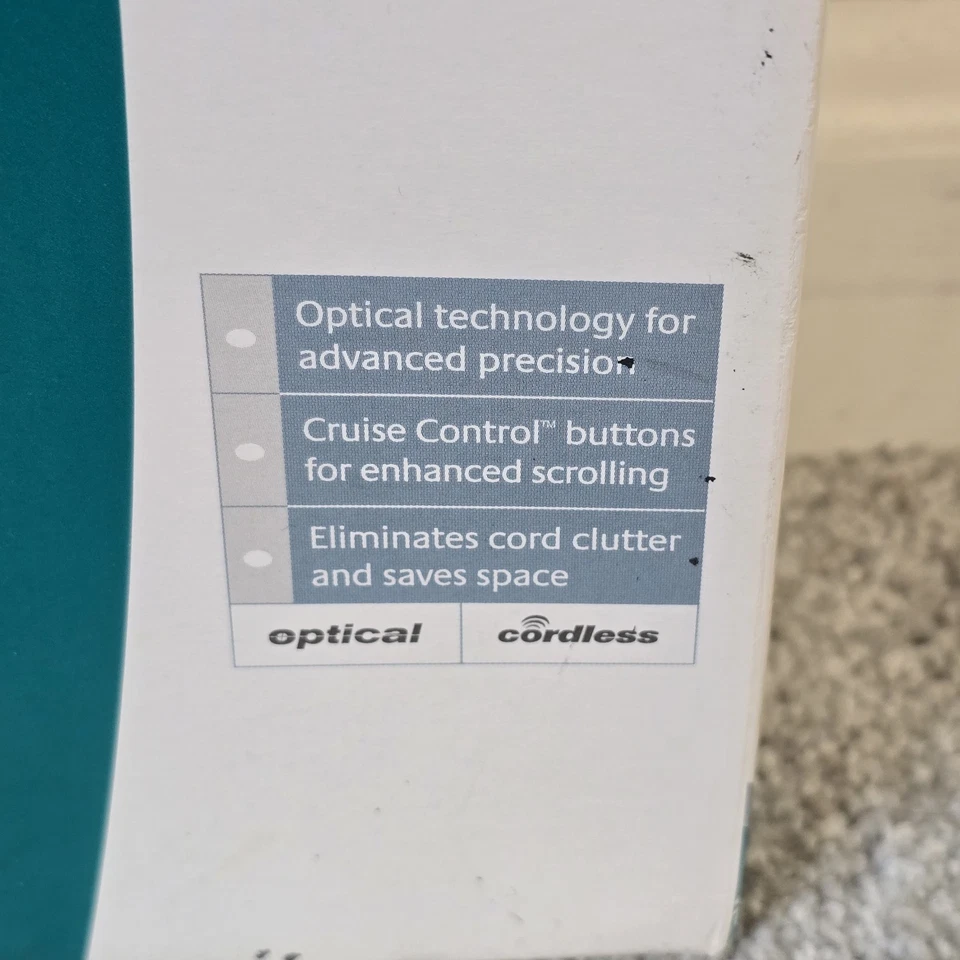 Optical technology for
advanced precision
Cruise Control™ buttons
for enhanced scrolling
Eliminates cord clutter
and saves space
optical
cordless